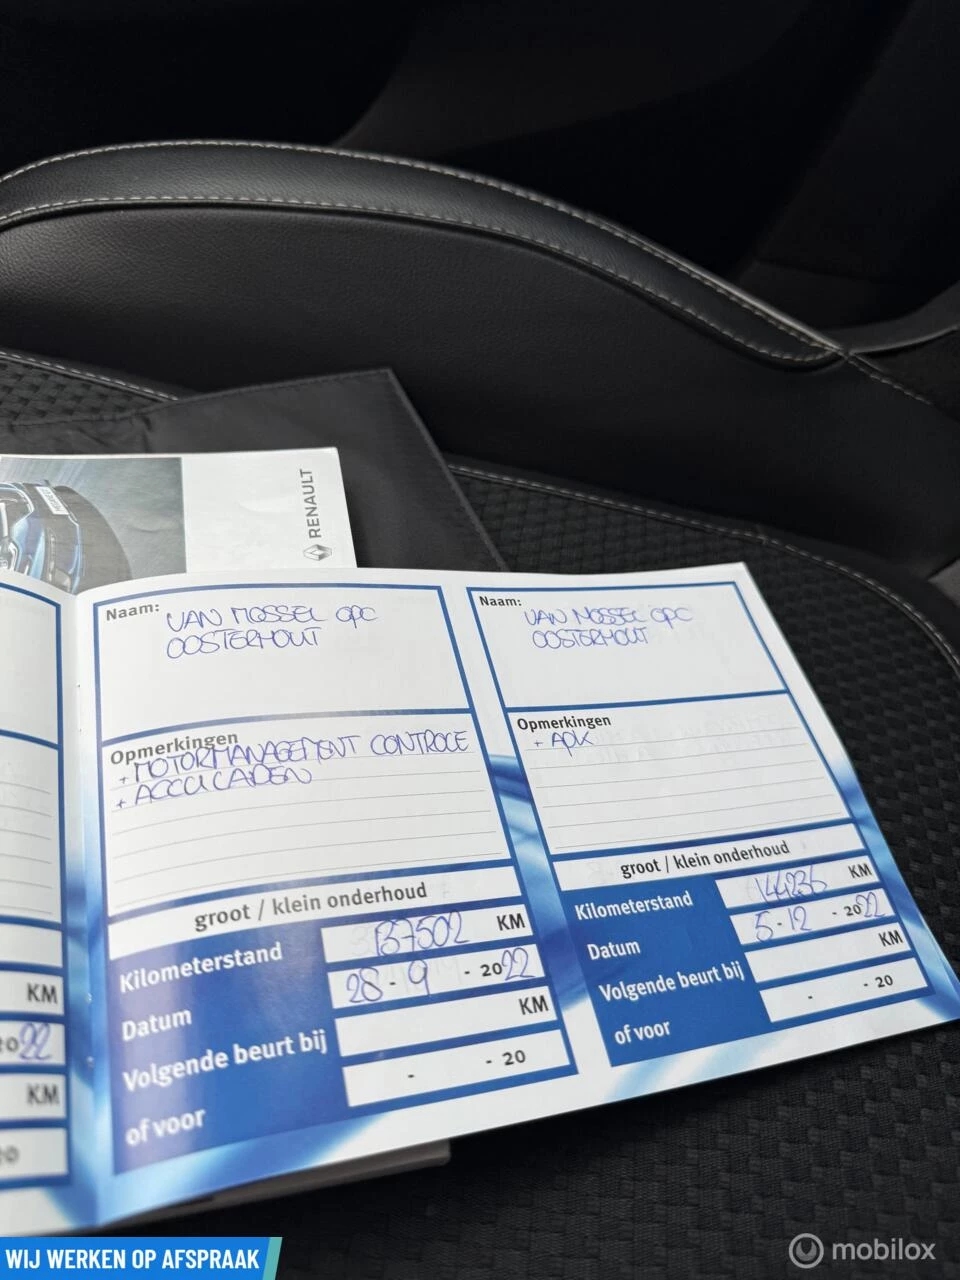 RENAULT
KM
2022
KM
20
Naam: VAN MOSSEL OPC
OOSTERHOUT
Opmerkingen
+ MOTORMANAGEMENT CONTROLE
+ ACCU LADEN
groot / klein onderhoud
Kilometerstand 137502 KM
Datum 28 - 9 - 2022
Volgende beurt bij KM
of voor - - 20
Naam: VAN MOSSEL OPC
OOSTERHOUT
Opmerkingen
+ APK
groot / klein onderhoud
Kilometerstand 144236 KM
Datum 5 - 12 - 2022
Volgende beurt bij KM
of voor - - 20
WIJ WERKEN OP AFSPRAAK
mobilox